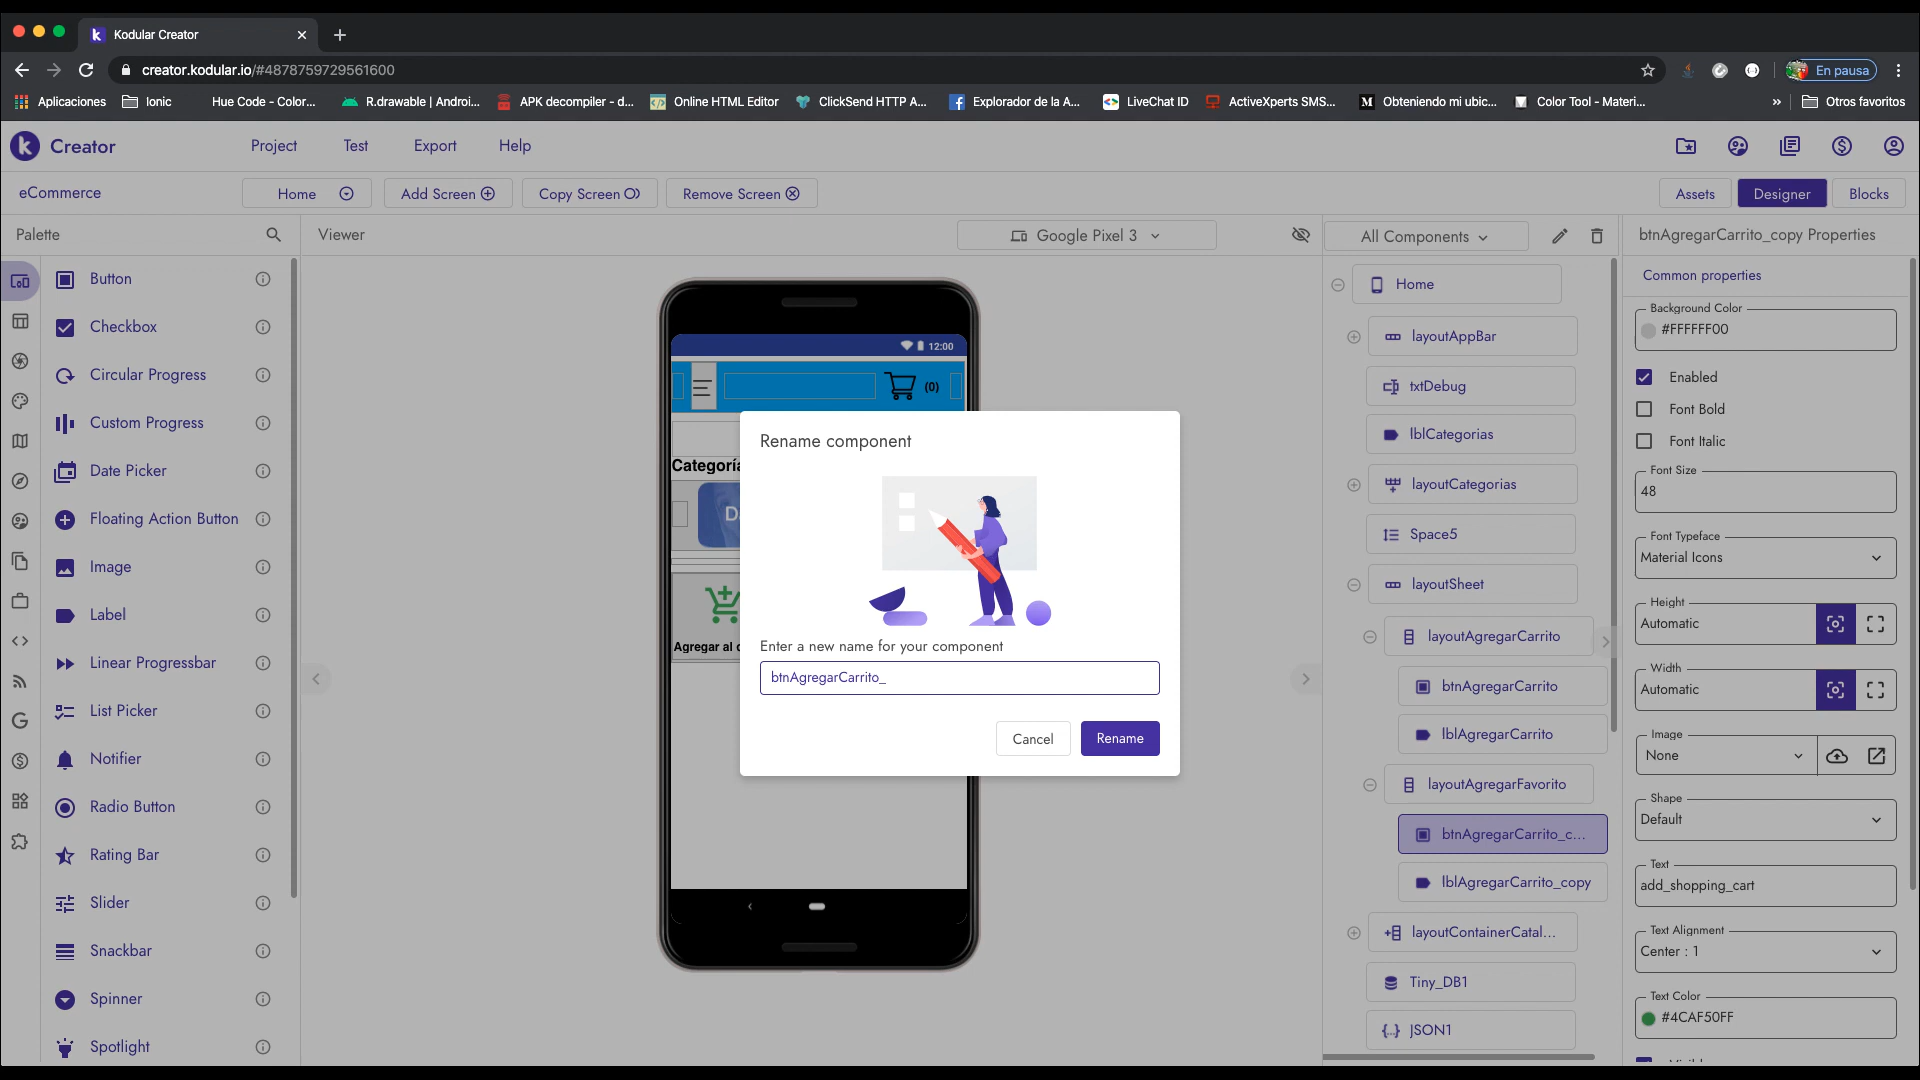 Kodular Creator
creator.kodular.io/#4878759729561600
En pausa
Aplicaciones
Ionic
Hue Code - Color...
R.drawable | Androi...
APK decompiler - d...
Online HTML Editor
ClickSend HTTP A...
Explorador de la A...
LiveChat ID
ActiveXperts SMS...
Obteniendo mi ubic...
Color Tool - Materi...
»
Otros favoritos
Creator
Project
Test
Export
Help
eCommerce
Home
Add Screen
Copy Screen
Remove Screen
Assets
Designer
Blocks
Palette
Viewer
Google Pixel 3
All Components
btnAgregarCarrito_copy Properties
Button
Checkbox
Circular Progress
Custom Progress
Date Picker
Floating Action Button
Image
Label
Linear Progressbar
List Picker
Notifier
Radio Button
Rating Bar
Slider
Snackbar
Spinner
Spotlight
12:00
(0)
Categorí
Agregar al c
Rename component
Enter a new name for your component
btnAgregarCarrito_
Cancel
Rename
Home
layoutAppBar
txtDebug
lblCategorias
layoutCategorias
Space5
layoutSheet
layoutAgregarCarrito
btnAgregarCarrito
lblAgregarCarrito
layoutAgregarFavorito
btnAgregarCarrito_c...
lblAgregarCarrito_copy
layoutContainerCatal...
Tiny_DB1
JSON1
Common properties
Background Color
#FFFFFF00
Enabled
Font Bold
Font Italic
Font Size
48
Font Typeface
Material Icons
Height
Automatic
Width
Automatic
Image
None
Shape
Default
Text
add_shopping_cart
Text Alignment
Center : 1
Text Color
#4CAF50FF